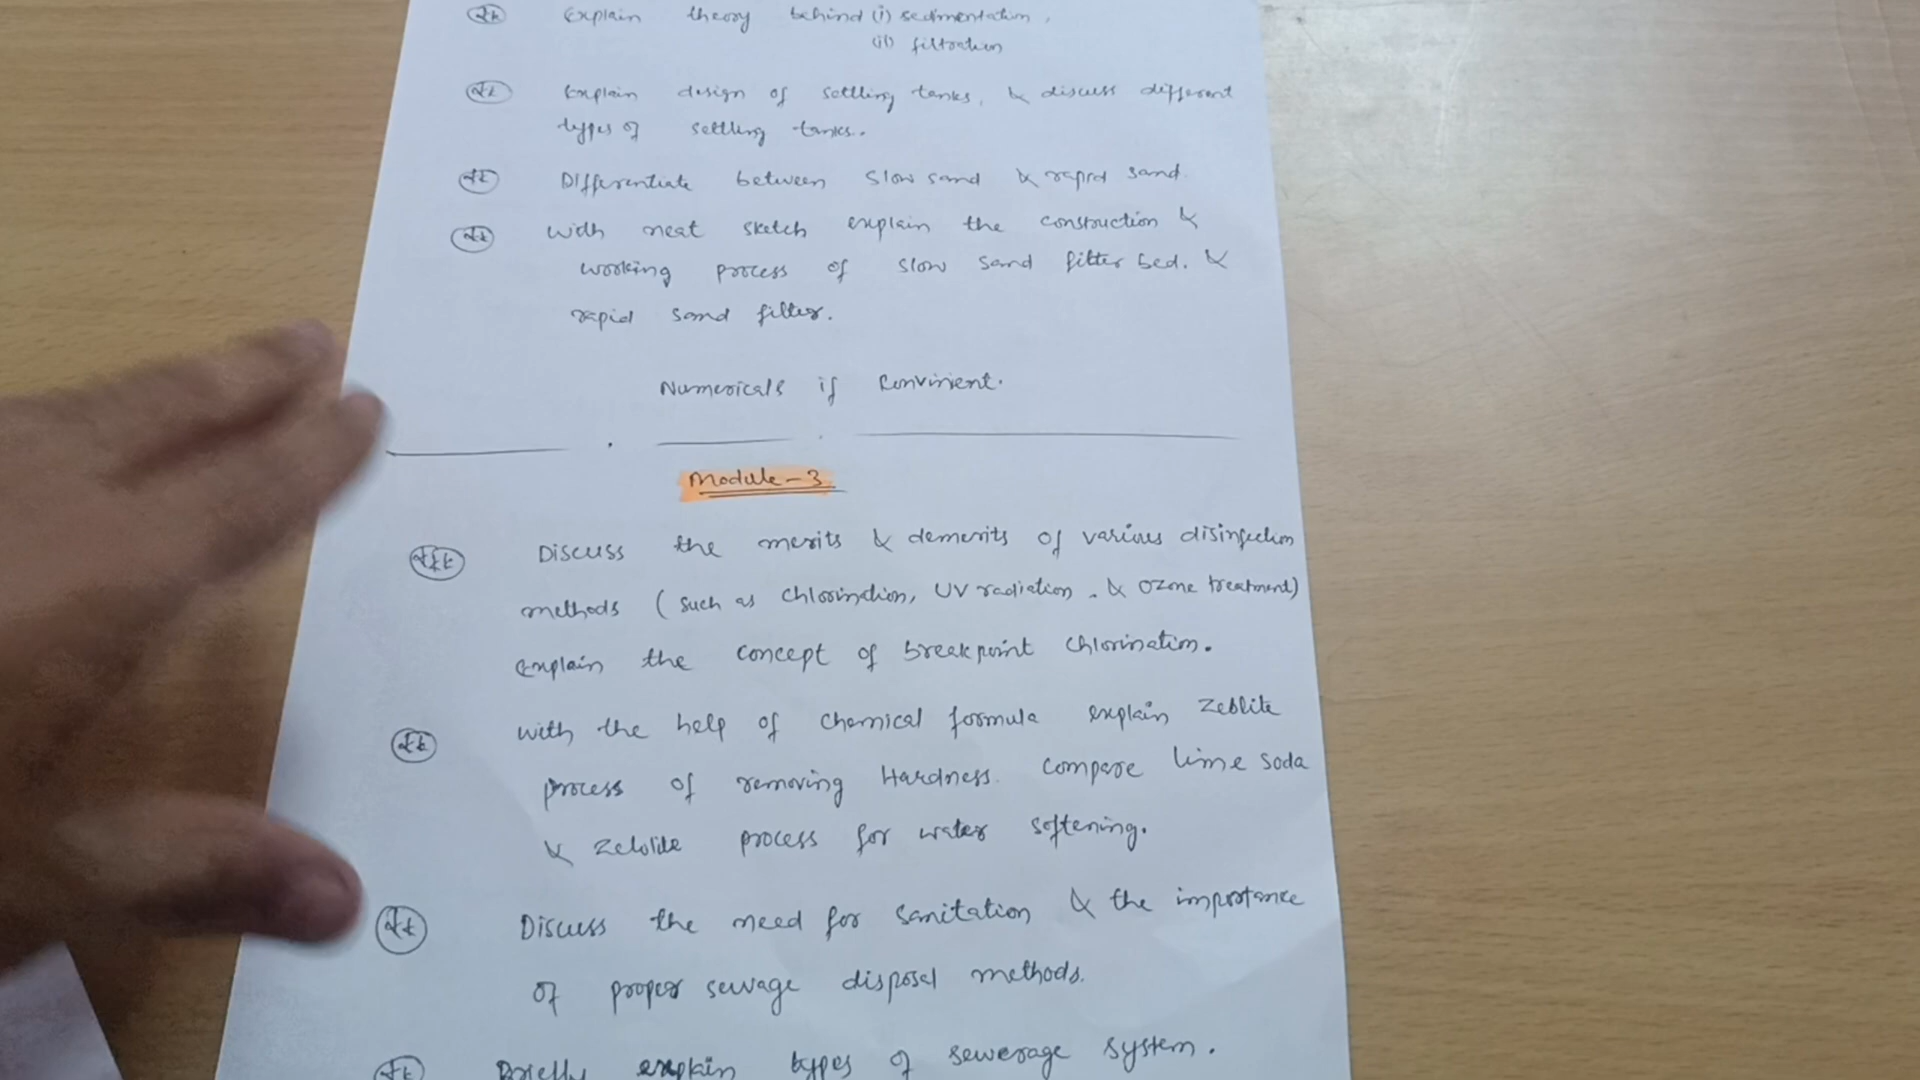 Explain theory behind (i) sedimentation,
(ii) filtration
Explain design of settling tanks, & discuss different
types of settling tanks.
Differentiate between slow sand & rapid sand
with neat sketch explain the construction &
working process of slow sand filter bed. &
rapid sand filter.
Numericals if Convinient.
Module - 3
Discuss the merits & demerits of various disinfection
methods (such as chlorination, UV radiation. & ozone treatment)
explain the concept of breakpoint chlorination.
with the help of chemical formula explain Zeolite
process of removing Hardness. compare lime soda
& Zeolite process for water softening.
Discuss the need for sanitation & the importance
of proper sewage disposal methods.
Briefly explain types of sewerage system.